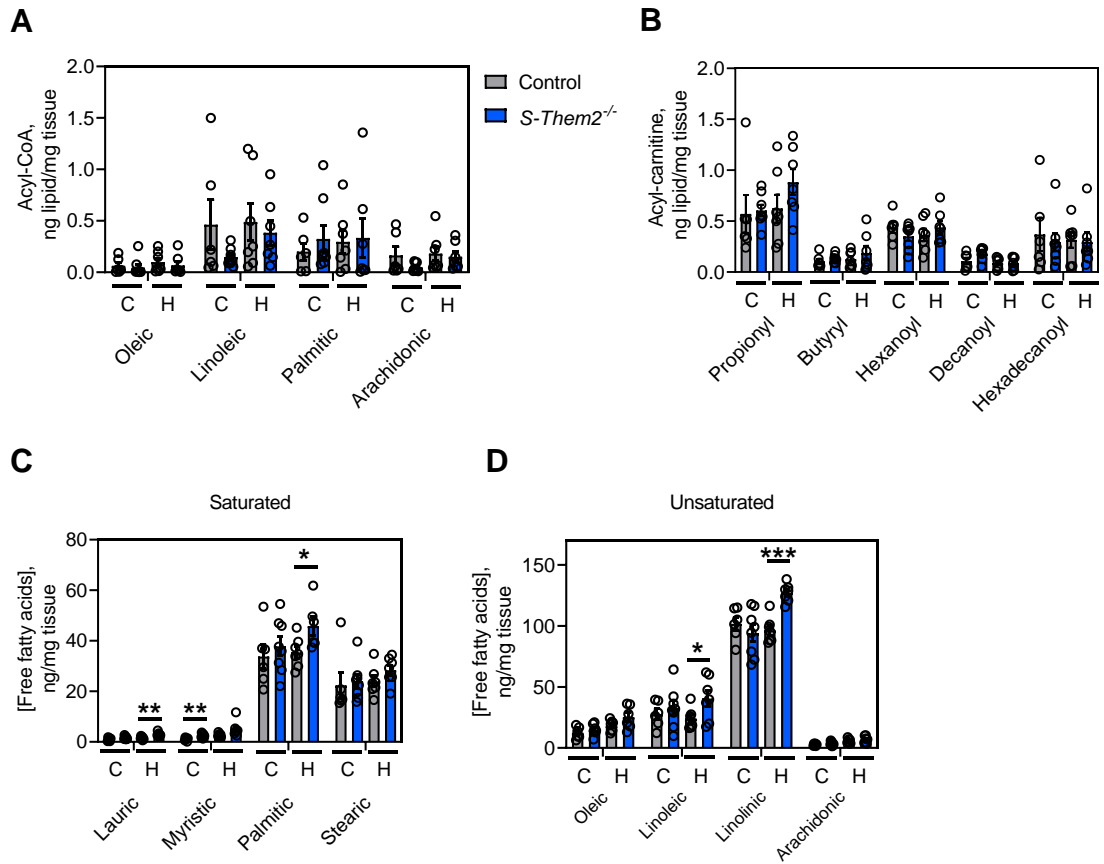 A
Acyl-CoA,
ng lipid/mg tissue
2.0
1.5
1.0
0.5
0.0
C H C H C H C H
Oleic Linoleic Palmitic Arachidonic
Control
S-Them2-/-
B
Acyl-carnitine,
ng lipid/mg tissue
2.0
1.5
1.0
0.5
0.0
C H C H C H C H C H
Propionyl Butyryl Hexanoyl Decanoyl Hexadecanoyl
C
Saturated
[Free fatty acids],
ng/mg tissue
80
60
40
20
0
** ** *
C H C H C H C H
Lauric Myristic Palmitic Stearic
D
Unsaturated
[Free fatty acids],
ng/mg tissue
150
100
50
0
* ***
C H C H C H C H
Oleic Linoleic Linolinic Arachidonic